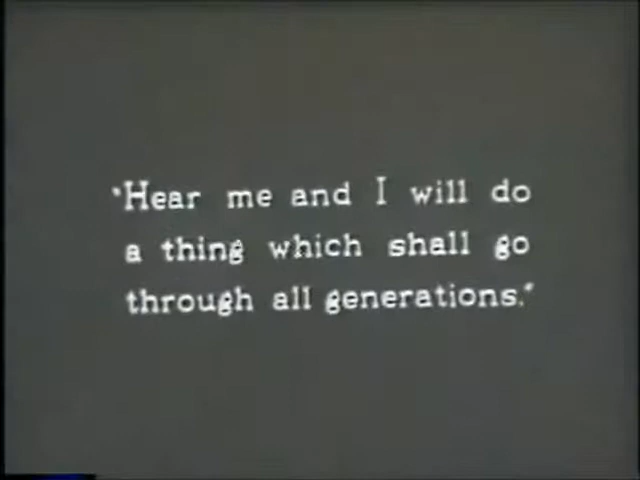 "Hear me and I will do
a thing which shall go
through all generations."